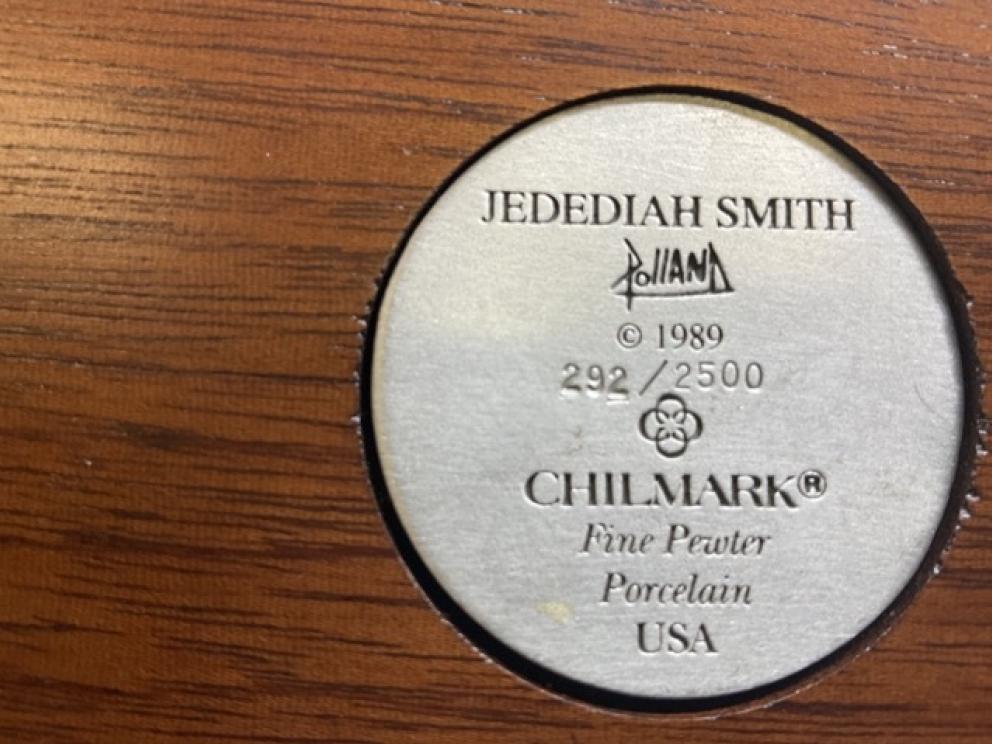 JEDEDIAH SMITH
Polland
© 1989
292/2500
CHILMARK®
Fine Pewter
Porcelain
USA